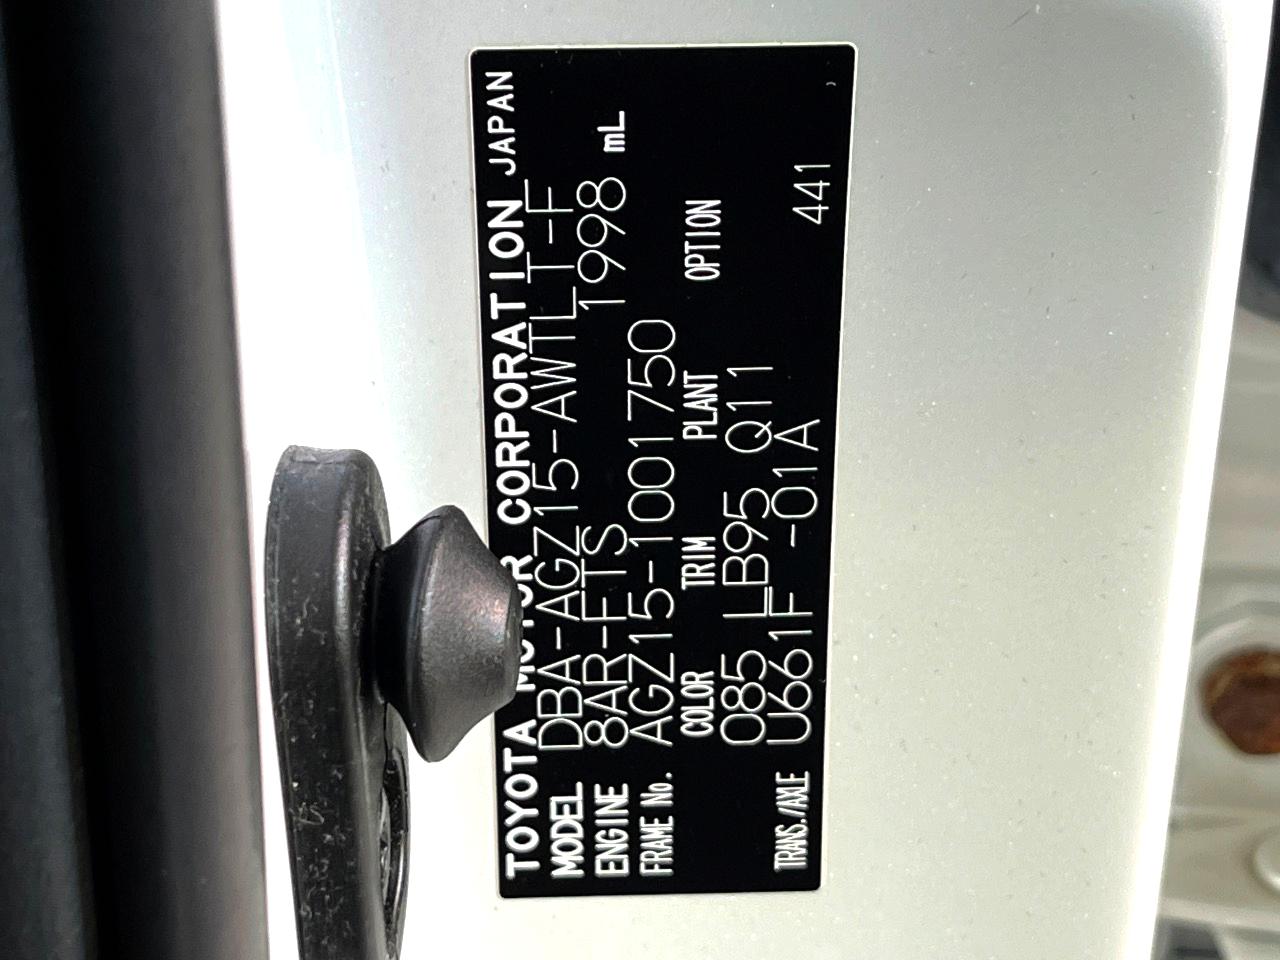 TOYOTA MOTOR CORPORATION JAPAN
MODEL DBA-AGZ15-AWTLT-F
ENGINE 8AR-FTS 1998 mL
FRAME No. AGZ15-1001750
COLOR TRIM PLANT OPTION
085 LB95 Q11
TRANS./AXLE U661F -01A 441